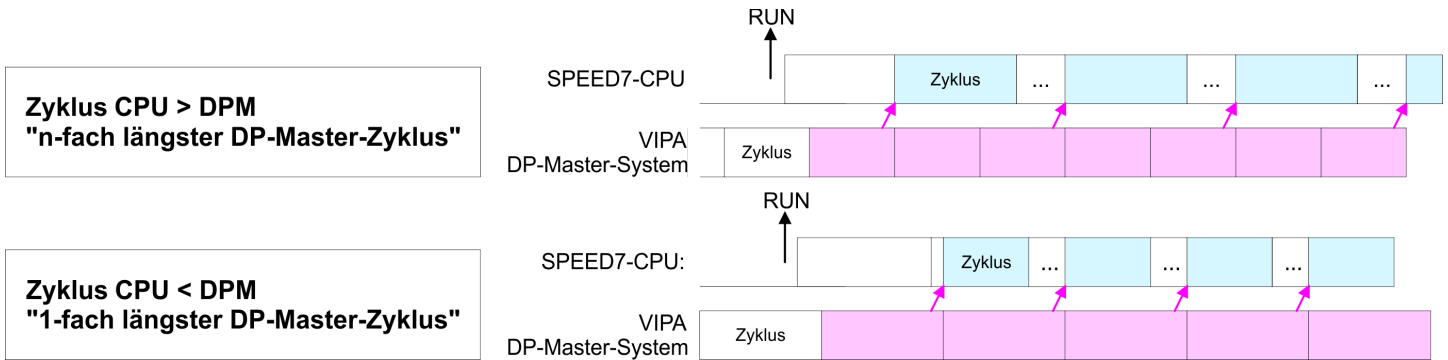 RUN
Zyklus CPU > DPM
"n-fach längster DP-Master-Zyklus"
SPEED7-CPU
Zyklus
...
...
...
VIPA
DP-Master-System
Zyklus
RUN
Zyklus CPU < DPM
"1-fach längster DP-Master-Zyklus"
SPEED7-CPU:
Zyklus
...
...
...
VIPA
DP-Master-System
Zyklus